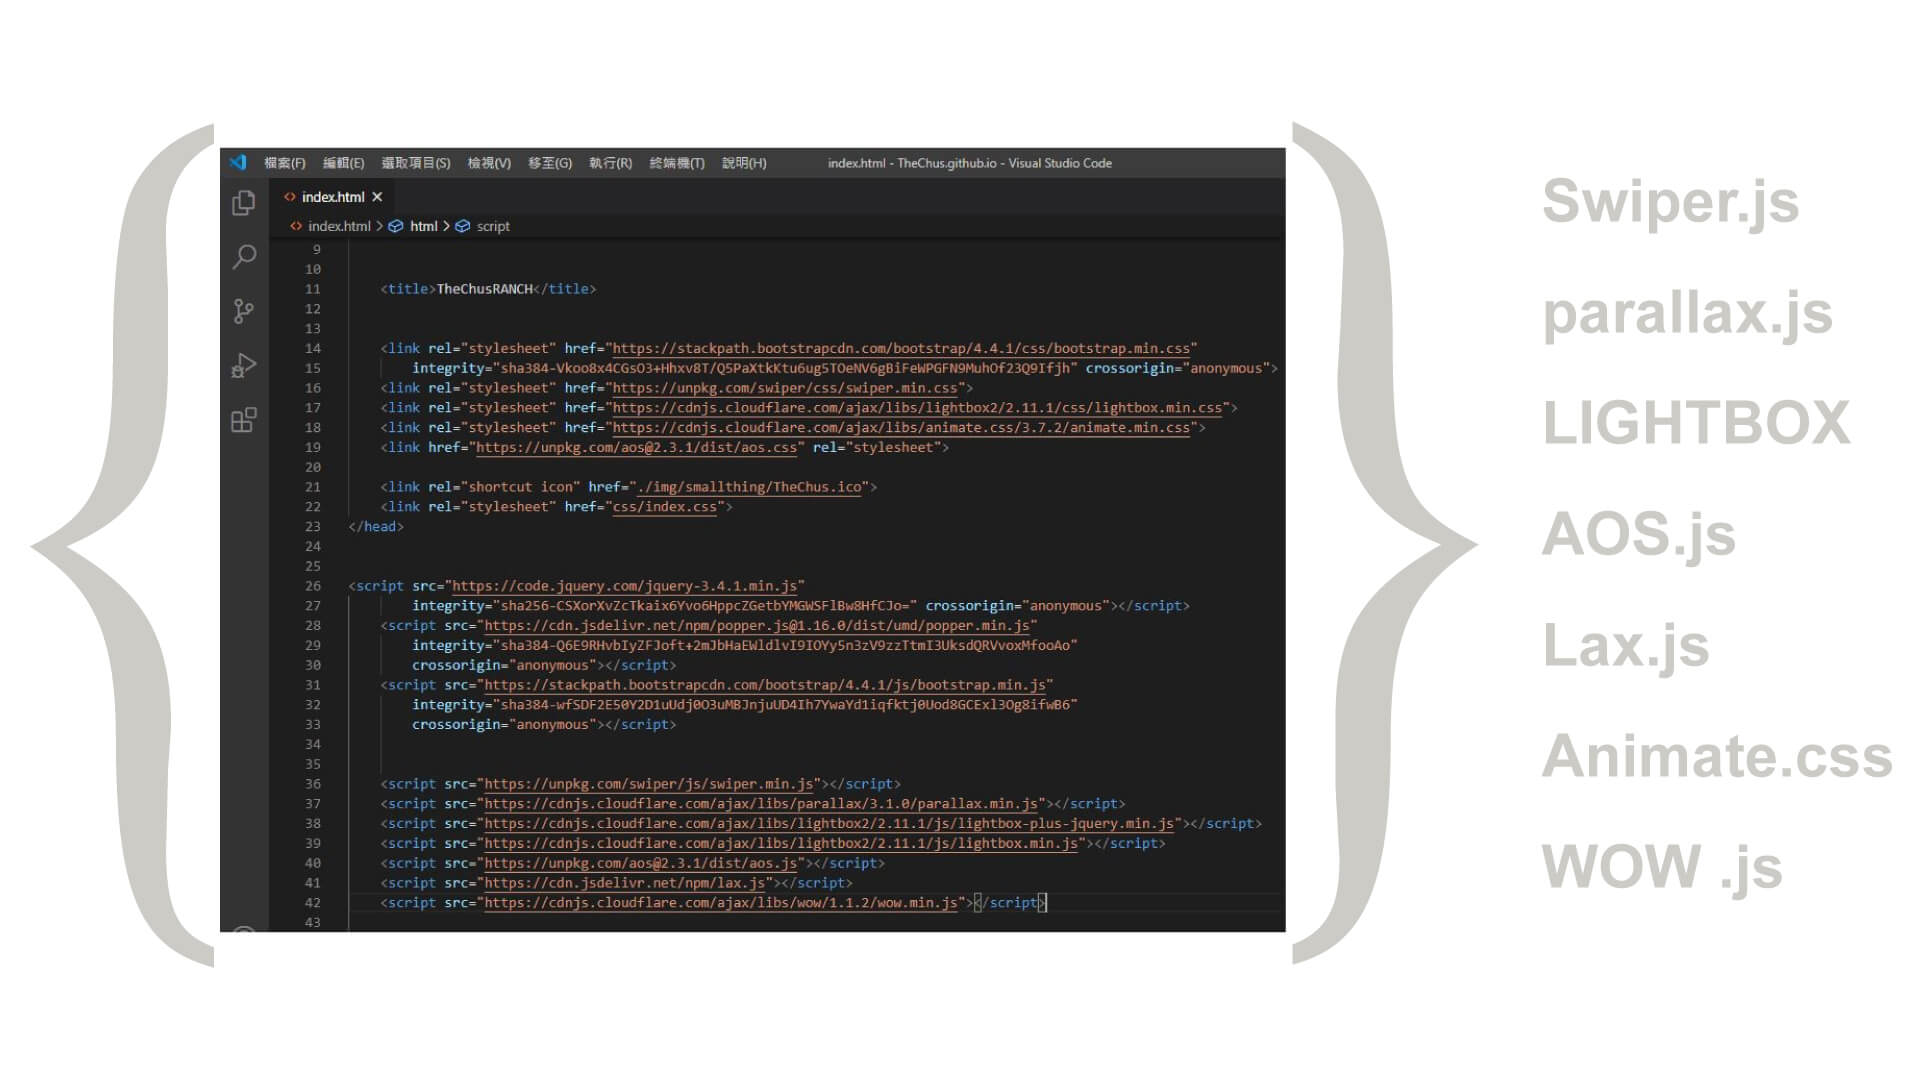 檔案(F) 編輯(E) 選取項目(S) 檢視(V) 移至(G) 執行(R) 終端機(T) 說明(H) index.html - TheChus.github.io - Visual Studio Code
index.html
index.html > html > script
9
10
11 <title>TheChusRANCH</title>
12
13
14 <link rel="stylesheet" href="https://stackpath.bootstrapcdn.com/bootstrap/4.4.1/css/bootstrap.min.css"
15 integrity="sha384-Vkoo8x4CGsO3+Hhxv8T/Q5PaXtkKtu6ug5TOeNV6gBiFeWPGFN9MuhOf23Q9Ifjh" crossorigin="anonymous">
16 <link rel="stylesheet" href="https://unpkg.com/swiper/css/swiper.min.css">
17 <link rel="stylesheet" href="https://cdnjs.cloudflare.com/ajax/libs/lightbox2/2.11.1/css/lightbox.min.css">
18 <link rel="stylesheet" href="https://cdnjs.cloudflare.com/ajax/libs/animate.css/3.7.2/animate.min.css">
19 <link href="https://unpkg.com/aos@2.3.1/dist/aos.css" rel="stylesheet">
20
21 <link rel="shortcut icon" href="./img/smallthing/TheChus.ico">
22 <link rel="stylesheet" href="css/index.css">
23 </head>
24
25
26 <script src="https://code.jquery.com/jquery-3.4.1.min.js"
27 integrity="sha256-CSXorXvZcTkaix6Yvo6HppcZGetbYMGWSFlBw8HfCJo=" crossorigin="anonymous"></script>
28 <script src="https://cdn.jsdelivr.net/npm/popper.js@1.16.0/dist/umd/popper.min.js"
29 integrity="sha384-Q6E9RHvbIyZFJoft+2mJbHaEWldlvI9IOYy5n3zV9zzTtmI3UksdQRVvoxMfooAo"
30 crossorigin="anonymous"></script>
31 <script src="https://stackpath.bootstrapcdn.com/bootstrap/4.4.1/js/bootstrap.min.js"
32 integrity="sha384-wfSDF2E50Y2D1uUdj0O3uMBJnjuUD4Ih7YwaYd1iqfktj0Uod8GCExl3Og8ifwB6"
33 crossorigin="anonymous"></script>
34
35
36 <script src="https://unpkg.com/swiper/js/swiper.min.js"></script>
37 <script src="https://cdnjs.cloudflare.com/ajax/libs/parallax/3.1.0/parallax.min.js"></script>
38 <script src="https://cdnjs.cloudflare.com/ajax/libs/lightbox2/2.11.1/js/lightbox-plus-jquery.min.js"></script>
39 <script src="https://cdnjs.cloudflare.com/ajax/libs/lightbox2/2.11.1/js/lightbox.min.js"></script>
40 <script src="https://unpkg.com/aos@2.3.1/dist/aos.js"></script>
41 <script src="https://cdn.jsdelivr.net/npm/lax.js"></script>
42 <script src="https://cdnjs.cloudflare.com/ajax/libs/wow/1.1.2/wow.min.js"></script>
43
Swiper.js
parallax.js
LIGHTBOX
AOS.js
Lax.js
Animate.css
WOW .js